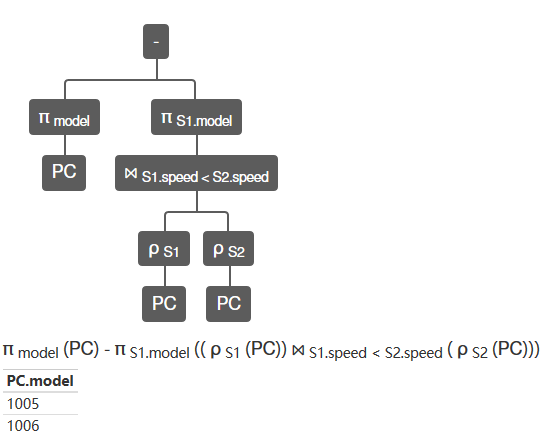 -
π model π S1.model
PC ⋈ S1.speed < S2.speed
ρ S1 ρ S2
PC PC
π model (PC) - π S1.model (( ρ S1 (PC)) ⋈ S1.speed < S2.speed ( ρ S2 (PC)))
PC.model
1005
1006